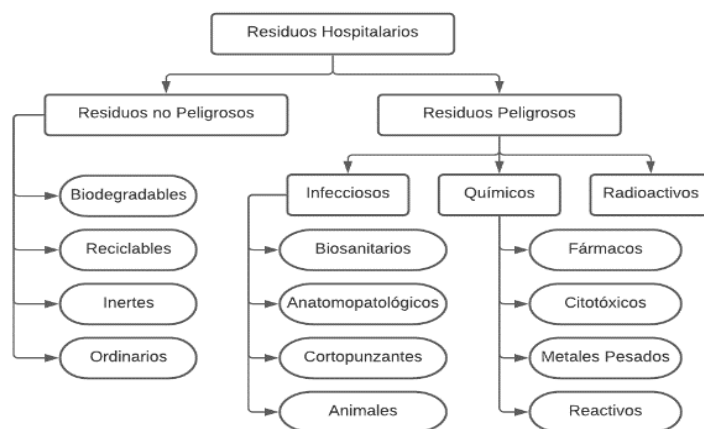 Residuos Hospitalarios
Residuos no Peligrosos
Residuos Peligrosos
Biodegradables
Reciclables
Inertes
Ordinarios
Infecciosos
Químicos
Radioactivos
Biosanitarios
Anatomopatológicos
Cortopunzantes
Animales
Fármacos
Citotóxicos
Metales Pesados
Reactivos